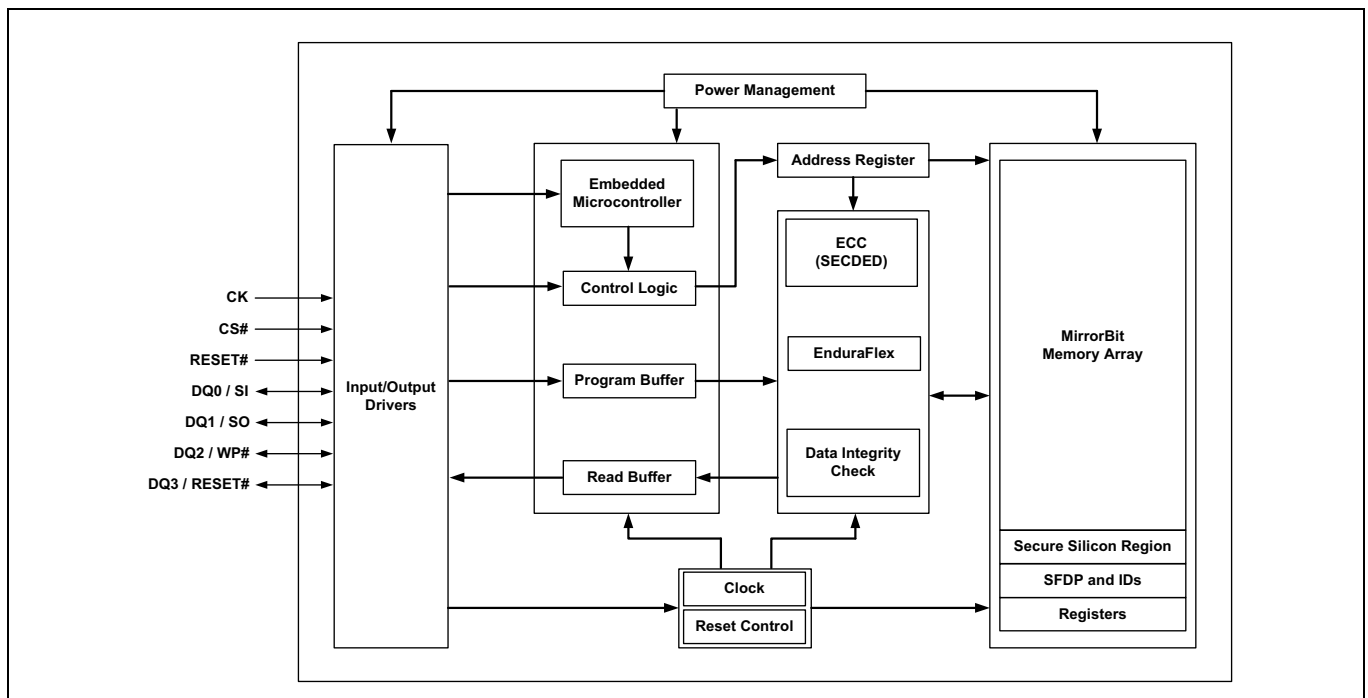 Power Management
Address Register
Embedded
Microcontroller
ECC
(SECDED)
Control Logic
CK
CS#
RESET#
DQ0 / SI
DQ1 / SO
DQ2 / WP#
DQ3 / RESET#
Input/Output
Drivers
EnduraFlex
Program Buffer
MirrorBit
Memory Array
Data Integrity
Check
Read Buffer
Secure Silicon Region
SFDP and IDs
Registers
Clock
Reset Control